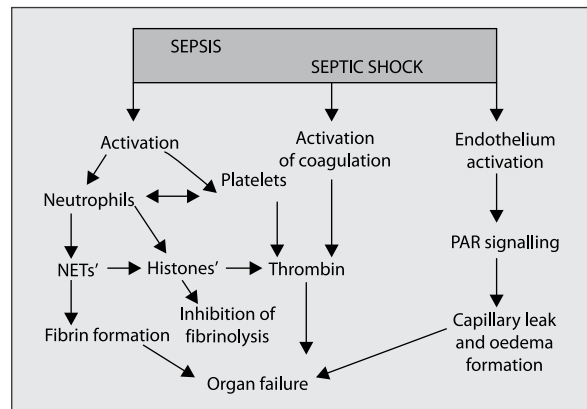 SEPSIS
SEPTIC SHOCK
Activation
Activation
of coagulation
Endothelium
activation
Platelets
Neutrophils
PAR signalling
NETs’
Histones’
Thrombin
Inhibition of
fibrinolysis
Fibrin formation
Capillary leak
and oedema
formation
Organ failure